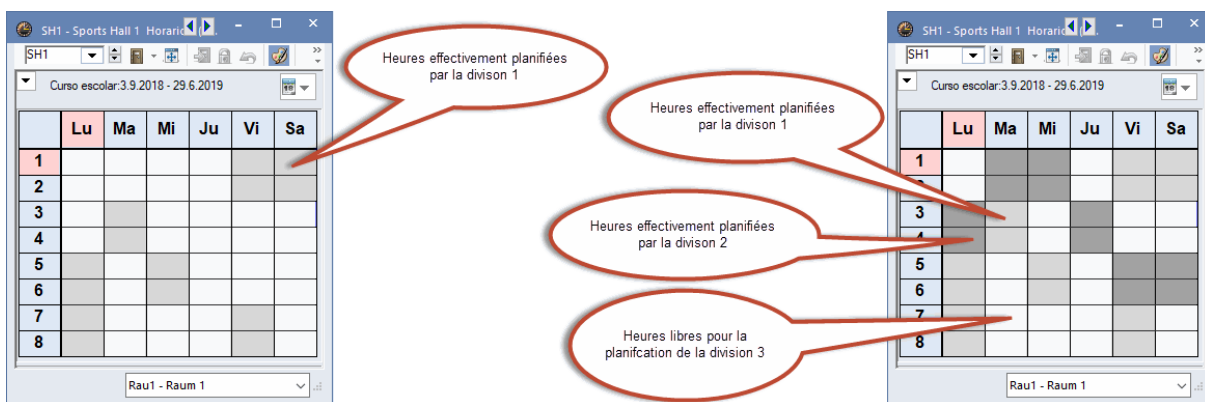 SH1 - Sports Hall 1 Horario
SH1
Curso escolar:3.9.2018 - 29.6.2019
Lu Ma Mi Ju Vi Sa
1
2
3
4
5
6
7
8
Rau1 - Raum 1
Heures effectivement planifiées
par la divison 1
Heures effectivement planifiées
par la divison 1
Heures effectivement planifiées
par la divison 2
Heures libres pour la
planifcation de la division 3
SH1 - Sports Hall 1 Horario
SH1
Curso escolar:3.9.2018 - 29.6.2019
Lu Ma Mi Ju Vi Sa
1
2
3
4
5
6
7
8
Rau1 - Raum 1